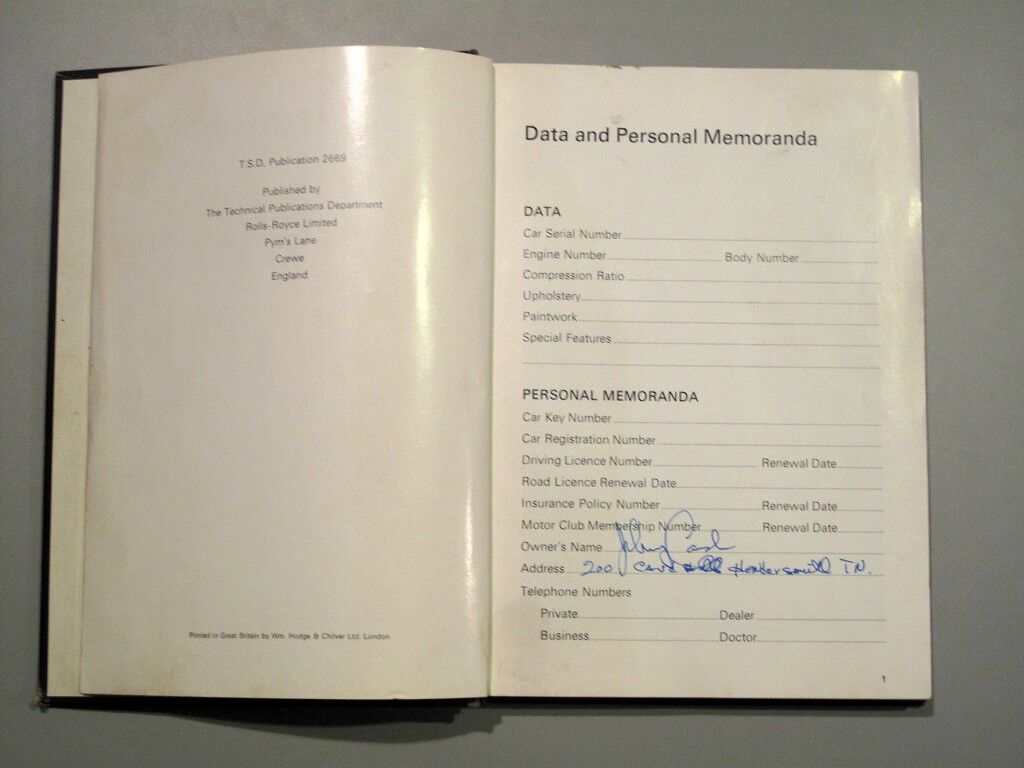 T.S.D. Publication 2669
Published by
The Technical Publications Department
Rolls-Royce Limited
Pym's Lane
Crewe
England
Printed in Great Britain by Wm. Hodge & Chilver Ltd. London
Data and Personal Memoranda
DATA
Car Serial Number
Engine Number Body Number
Compression Ratio
Upholstery
Paintwork
Special Features
PERSONAL MEMORANDA
Car Key Number
Car Registration Number
Driving Licence Number Renewal Date
Road Licence Renewal Date
Insurance Policy Number Renewal Date
Motor Club Membership Number Renewal Date
Owner's Name Johnny Cash
Address 200 Hendersonville TN.
Telephone Numbers
Private Dealer
Business Doctor
1